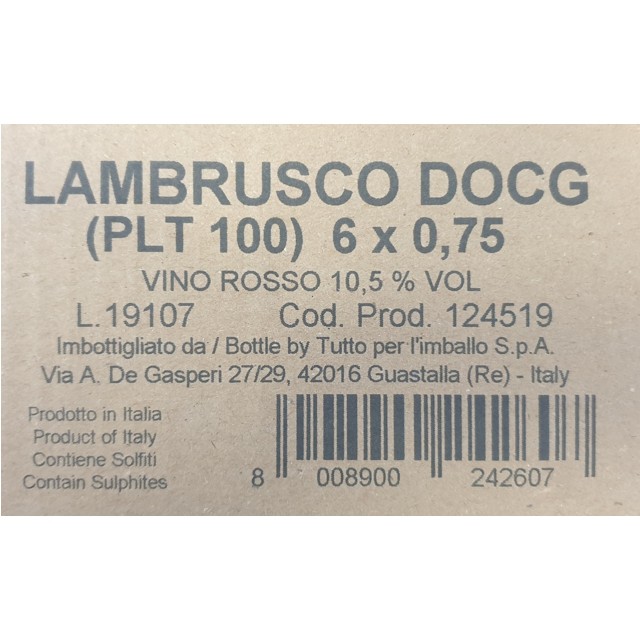 LAMBRUSCO DOCG
(PLT 100) 6 x 0,75
VINO ROSSO 10,5 % VOL
L.19107 Cod. Prod. 124519
Imbottigliato da / Bottle by Tutto per l'imballo S.p.A.
Via A. De Gasperi 27/29, 42016 Guastalla (Re) - Italy
Prodotto in Italia
Product of Italy
Contiene Solfiti
Contain Sulphites
8 008900 242607